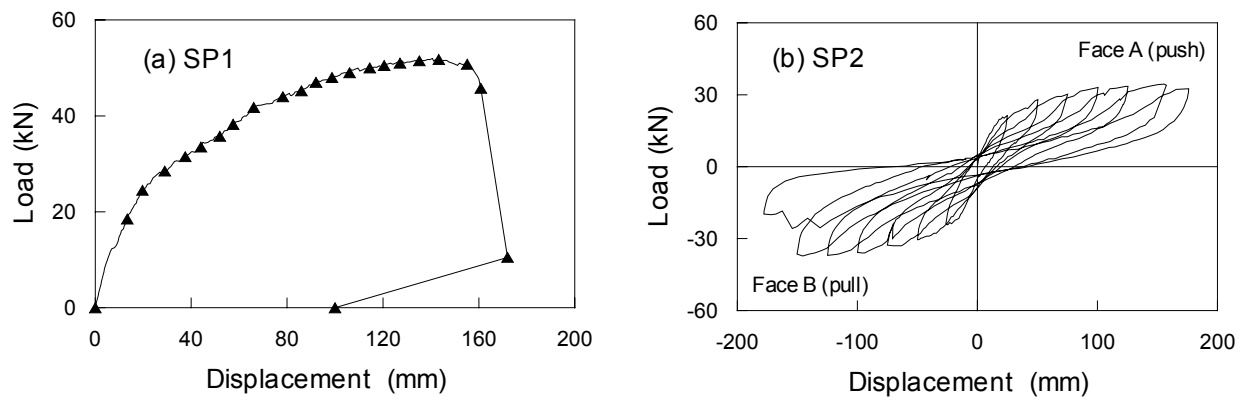 60
40
20
0
Load (kN)
(a) SP1
0 40 80 120 160 200
Displacement (mm)
60
30
0
-30
-60
Load (kN)
(b) SP2
Face A (push)
Face B (pull)
-200 -100 0 100 200
Displacement (mm)